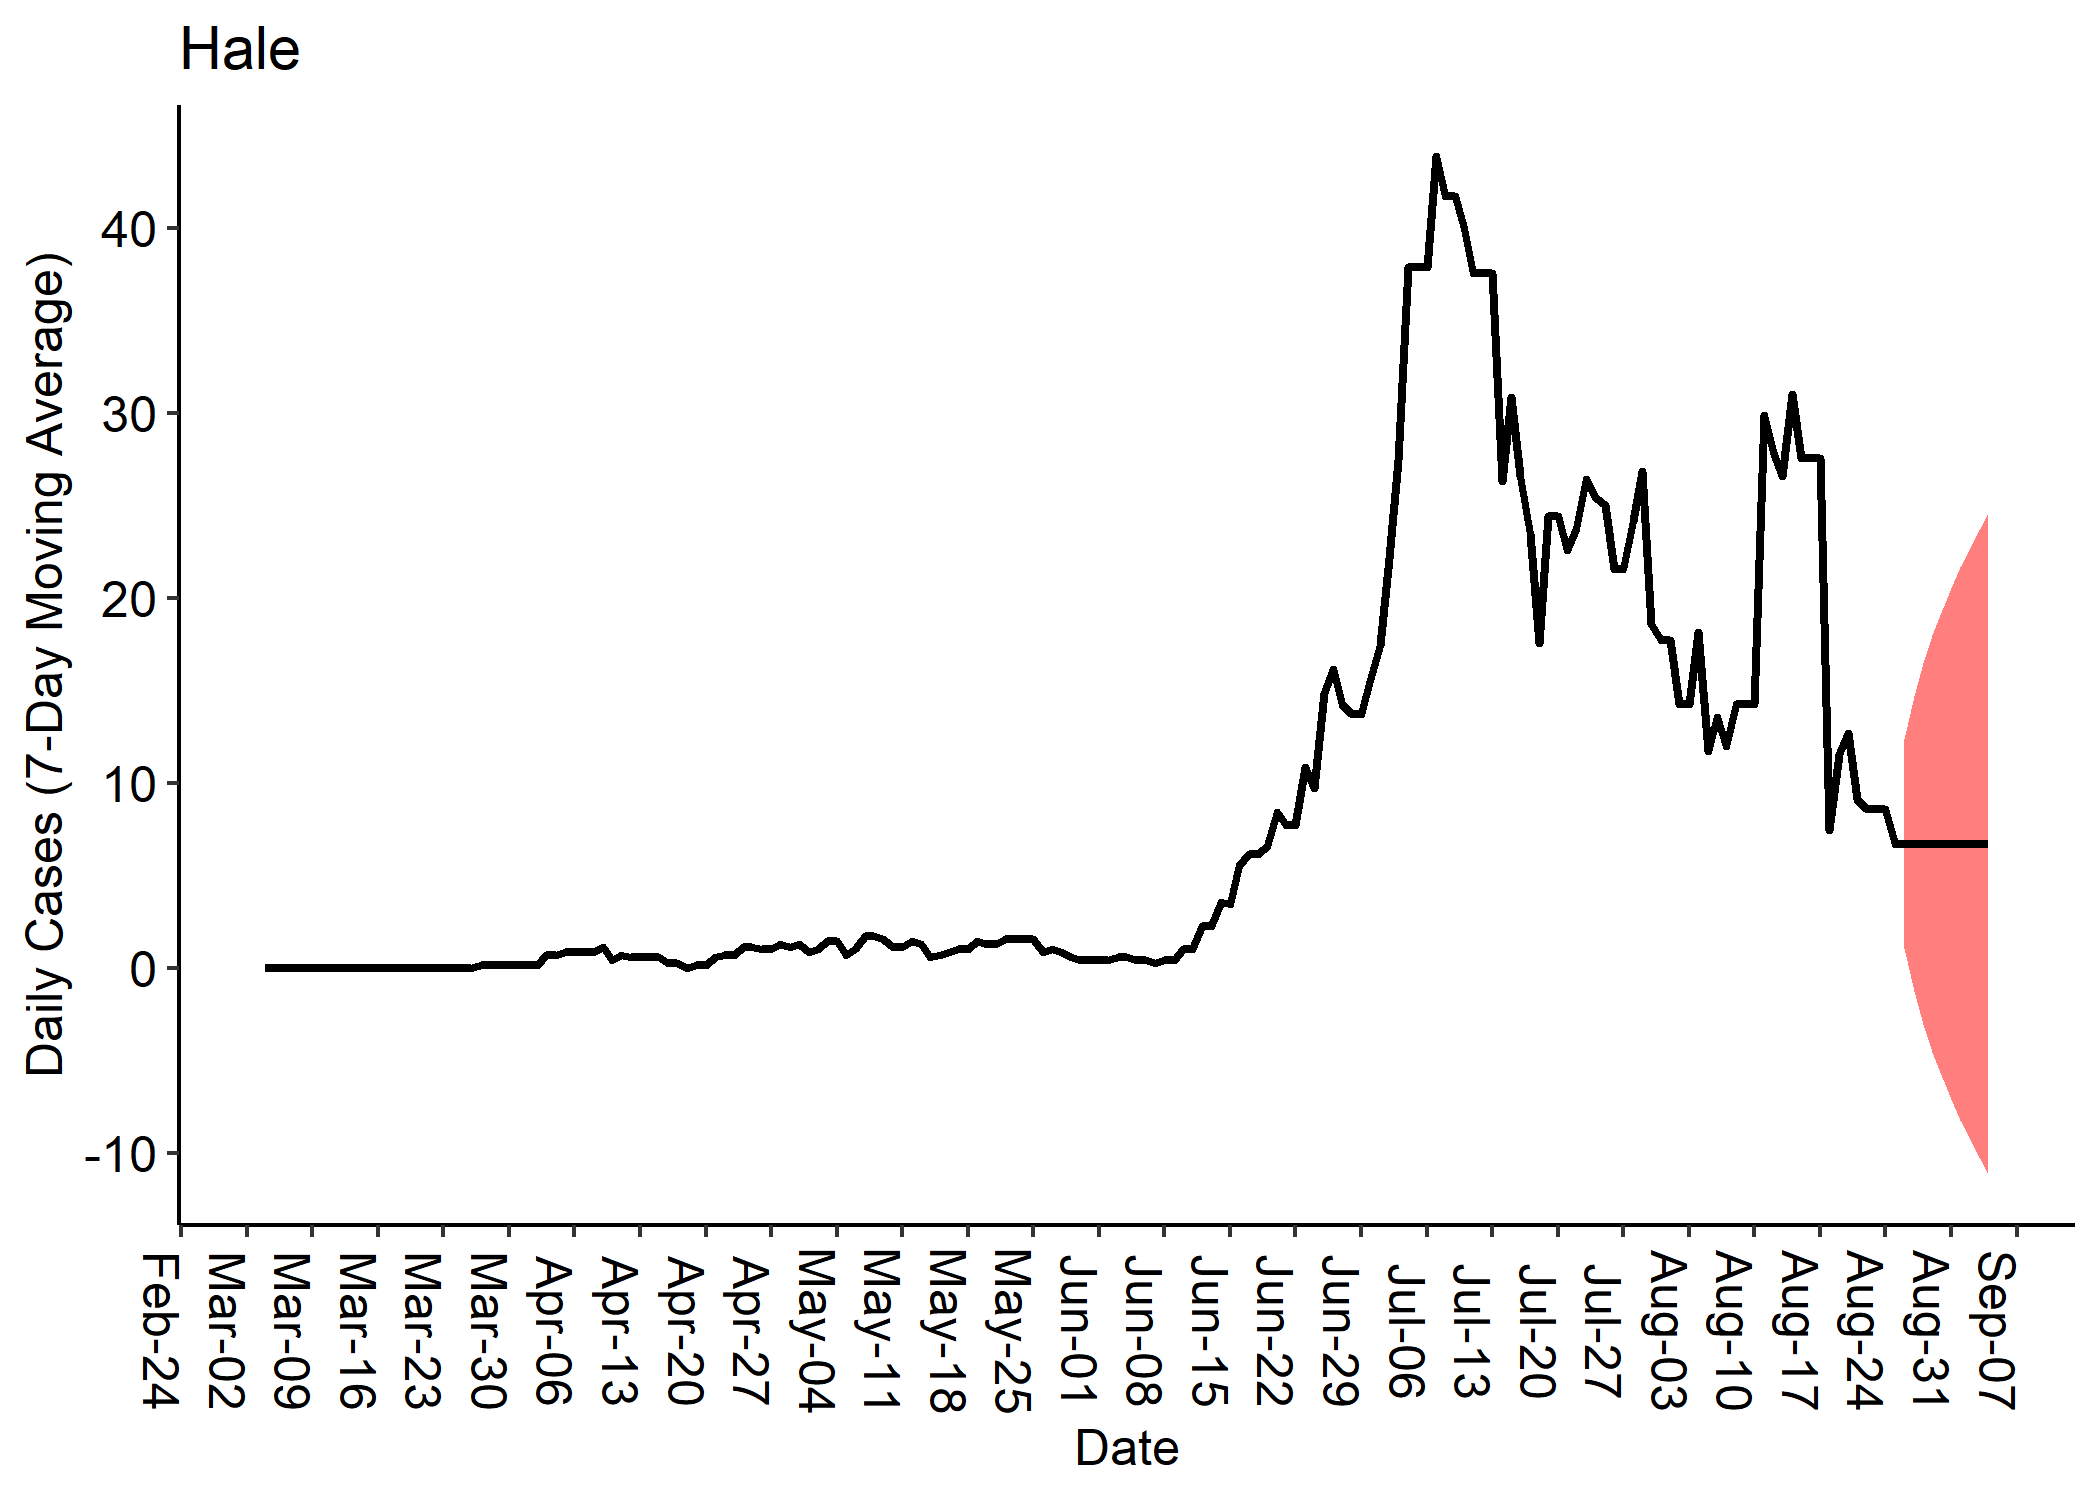 Hale
Daily Cases (7-Day Moving Average)
40
30
20
10
0
-10
Feb-24
Mar-02
Mar-09
Mar-16
Mar-23
Mar-30
Apr-06
Apr-13
Apr-20
Apr-27
May-04
May-11
May-18
May-25
Jun-01
Jun-08
Jun-15
Jun-22
Jun-29
Jul-06
Jul-13
Jul-20
Jul-27
Aug-03
Aug-10
Aug-17
Aug-24
Aug-31
Sep-07
Date